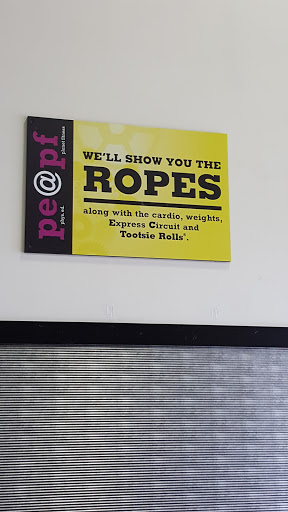 pe@pf
phys. ed. planet fitness
WE'LL SHOW YOU THE
ROPES
along with the cardio, weights,
Express Circuit and
Tootsie Rolls®.